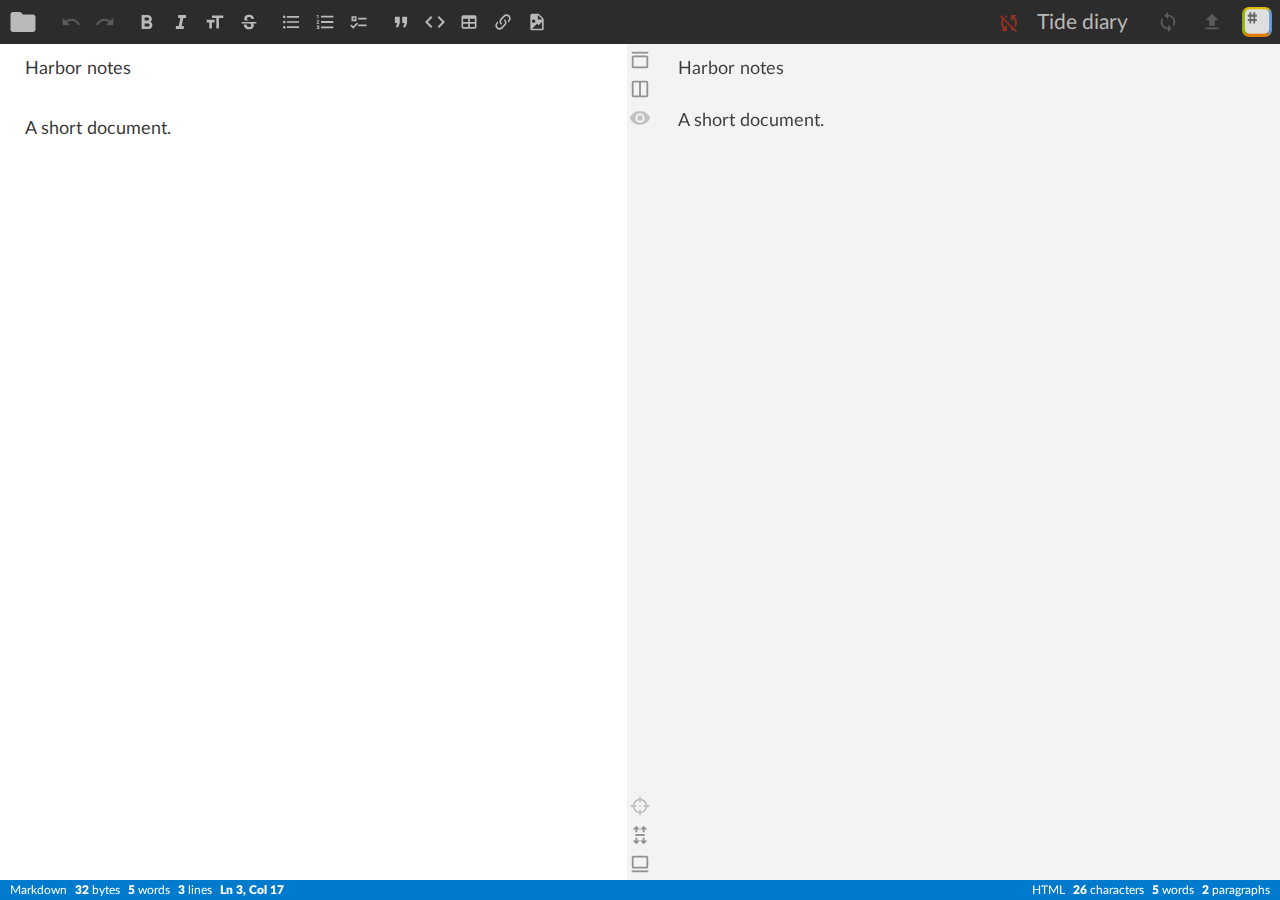 Tide diary
Harbor notes
A short document.
Harbor notes
A short document.
Markdown 32 bytes 5 words 3 lines Ln 3, Col 17
HTML 26 characters 5 words 2 paragraphs